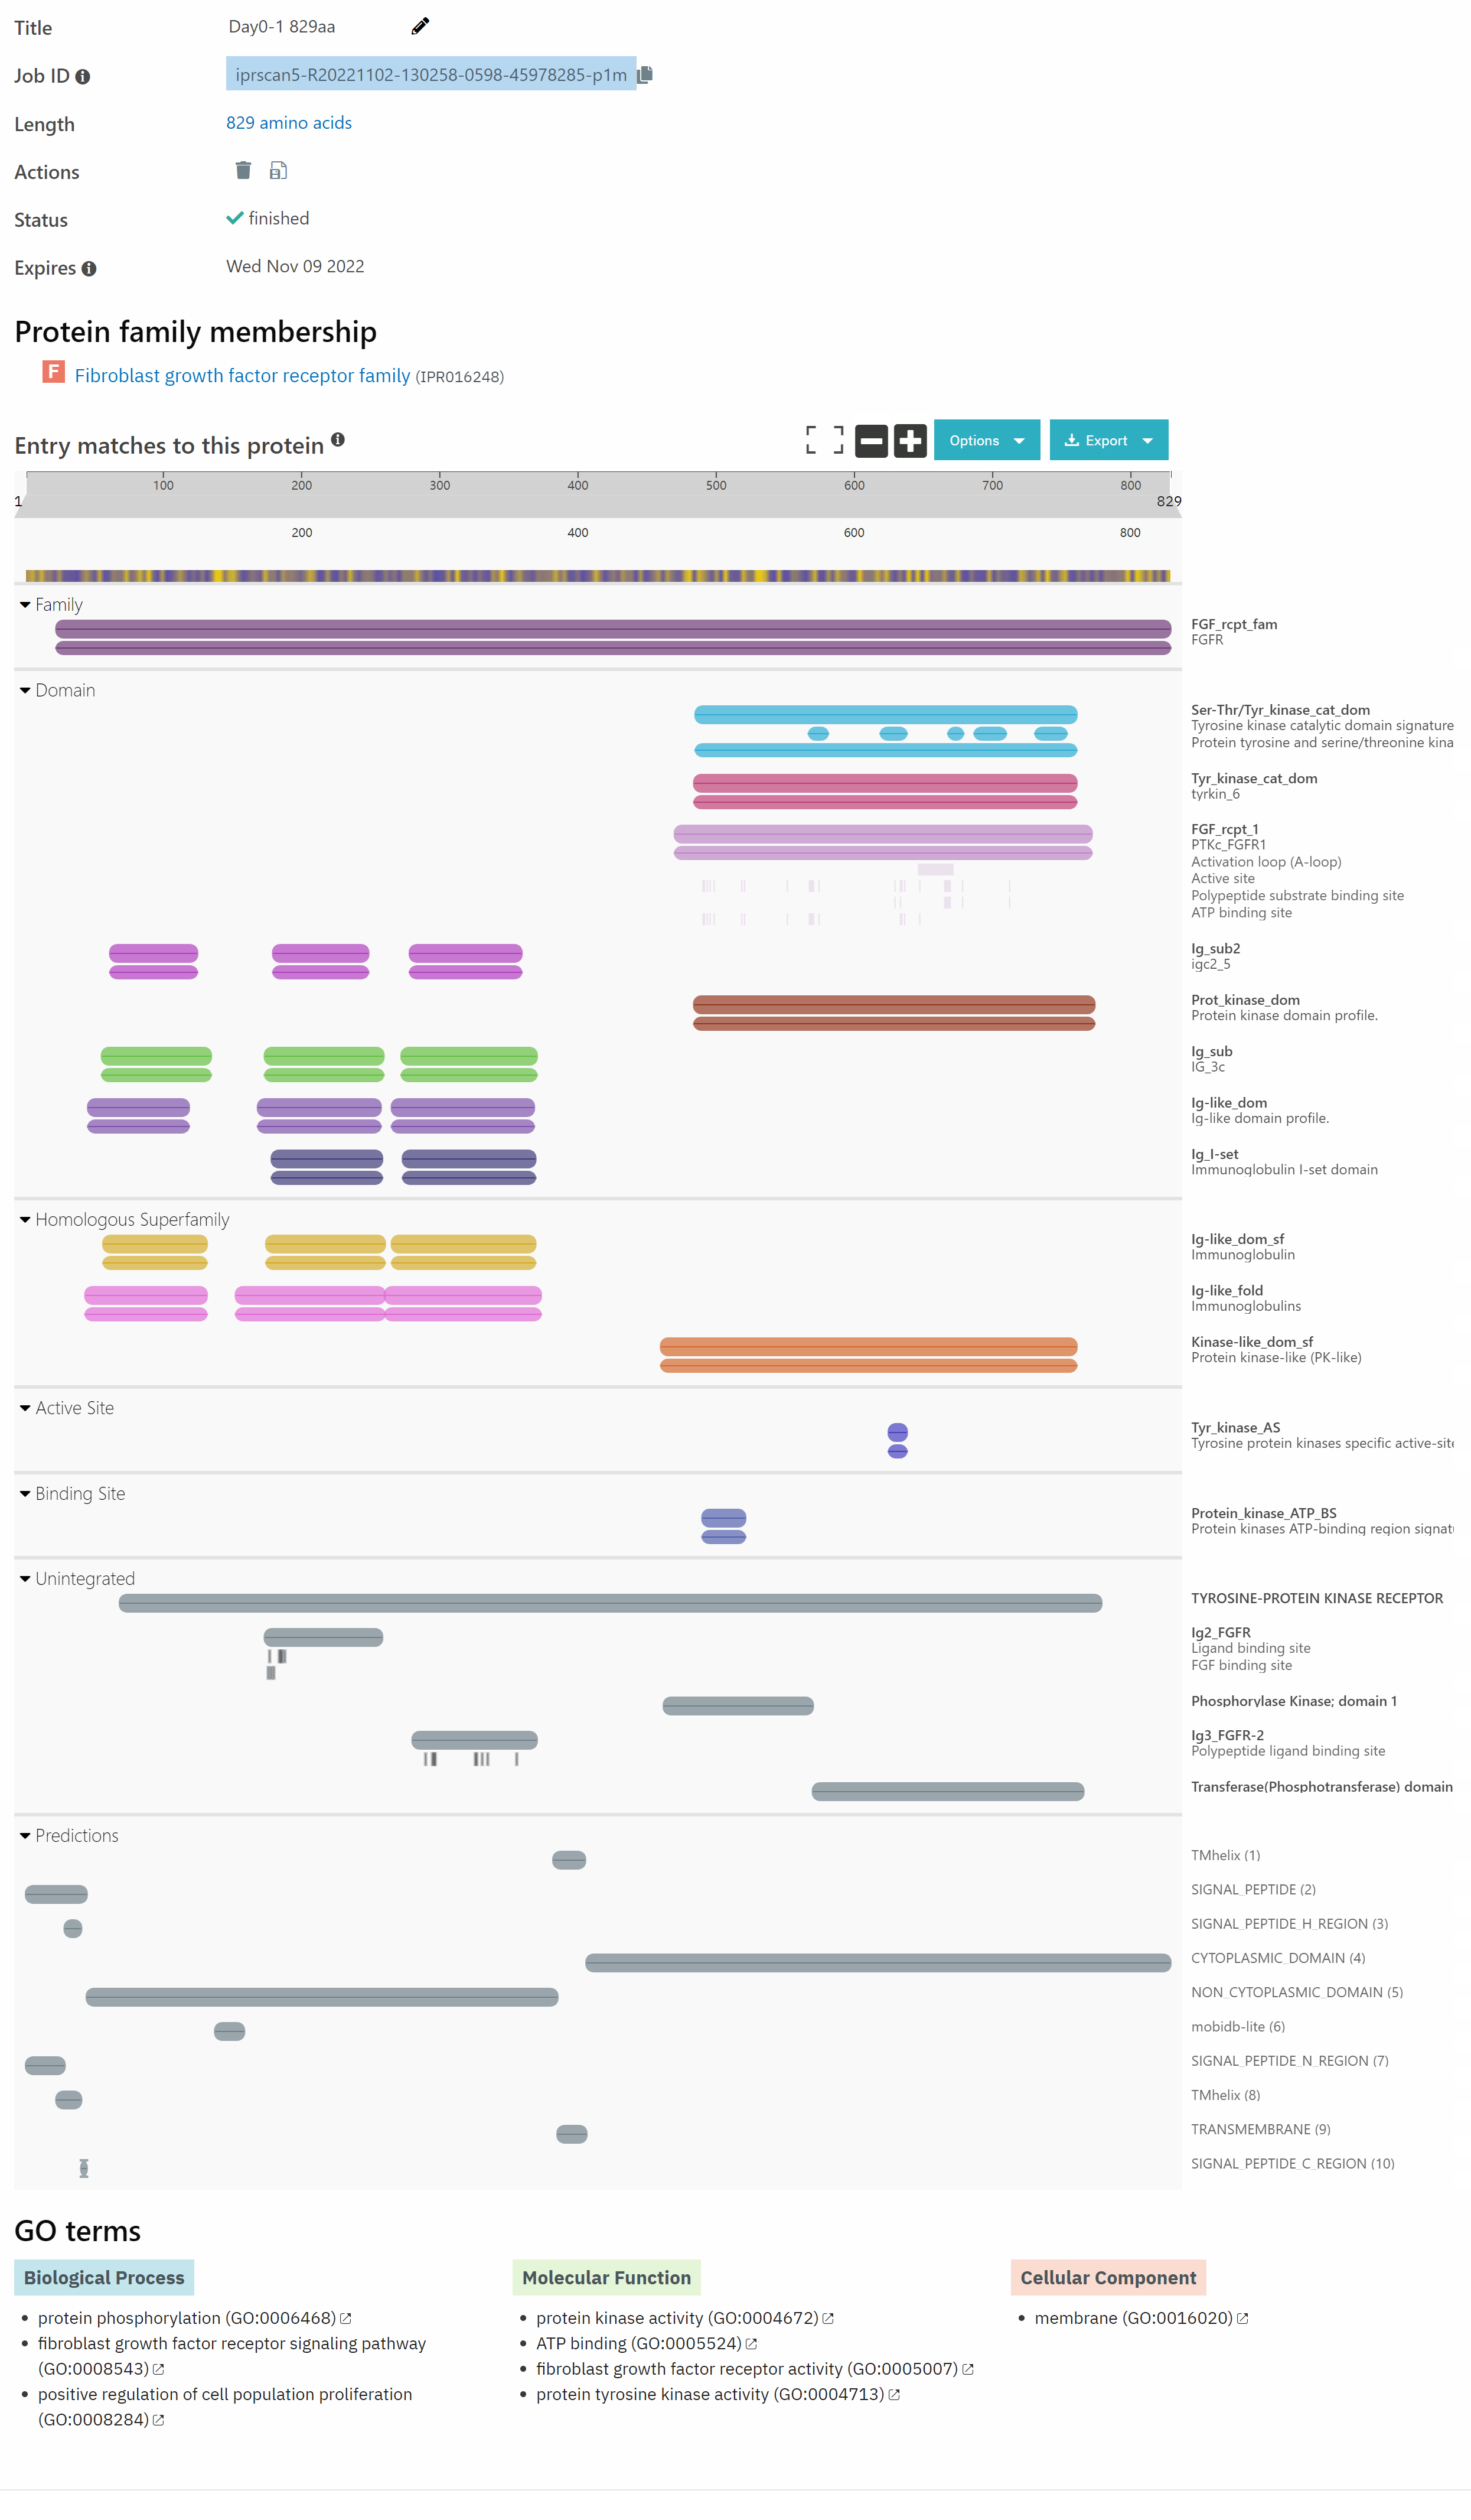 Title Day0-1 829aa
Job ID iprscan5-R20221102-130258-0598-45978285-p1m
Length 829 amino acids
Actions
Status finished
Expires Wed Nov 09 2022
Protein family membership
F Fibroblast growth factor receptor family (IPR016248)
Entry matches to this protein
Options Export
100 200 300 400 500 600 700 800
1 829
200 400 600 800
Family
FGF_rcpt_fam
FGFR
Domain
Ser-Thr/Tyr_kinase_cat_dom
Tyrosine kinase catalytic domain signature
Protein tyrosine and serine/threonine kina
Tyr_kinase_cat_dom
tyrkin_6
FGF_rcpt_1
PTKc_FGFR1
Activation loop (A-loop)
Active site
Polypeptide substrate binding site
ATP binding site
Ig_sub2
igc2_5
Prot_kinase_dom
Protein kinase domain profile.
Ig_sub
IG_3c
Ig-like_dom
Ig-like domain profile.
Ig_I-set
Immunoglobulin I-set domain
Homologous Superfamily
Ig-like_dom_sf
Immunoglobulin
Ig-like_fold
Immunoglobulins
Kinase-like_dom_sf
Protein kinase-like (PK-like)
Active Site
Tyr_kinase_AS
Tyrosine protein kinases specific active-site
Binding Site
Protein_kinase_ATP_BS
Protein kinases ATP-binding region signat
Unintegrated
TYROSINE-PROTEIN KINASE RECEPTOR
Ig2_FGFR
Ligand binding site
FGF binding site
Phosphorylase Kinase; domain 1
Ig3_FGFR-2
Polypeptide ligand binding site
Transferase(Phosphotransferase) domain
Predictions
TMhelix (1)
SIGNAL_PEPTIDE (2)
SIGNAL_PEPTIDE_H_REGION (3)
CYTOPLASMIC_DOMAIN (4)
NON_CYTOPLASMIC_DOMAIN (5)
mobidb-lite (6)
SIGNAL_PEPTIDE_N_REGION (7)
TMhelix (8)
TRANSMEMBRANE (9)
SIGNAL_PEPTIDE_C_REGION (10)
GO terms
Biological Process
protein phosphorylation (GO:0006468)
fibroblast growth factor receptor signaling pathway
(GO:0008543)
positive regulation of cell population proliferation
(GO:0008284)
Molecular Function
protein kinase activity (GO:0004672)
ATP binding (GO:0005524)
fibroblast growth factor receptor activity (GO:0005007)
protein tyrosine kinase activity (GO:0004713)
Cellular Component
membrane (GO:0016020)